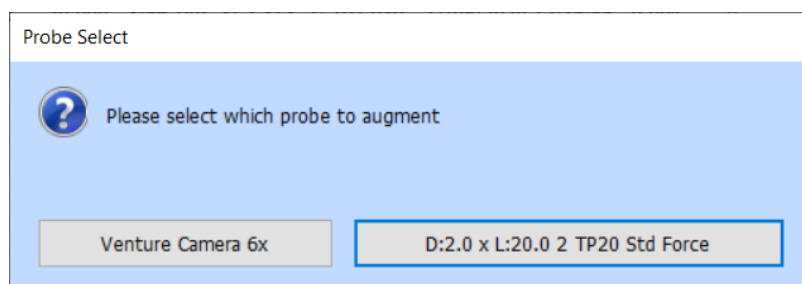 Probe Select
Please select which probe to augment
Venture Camera 6x
D:2.0 x L:20.0 2 TP20 Std Force